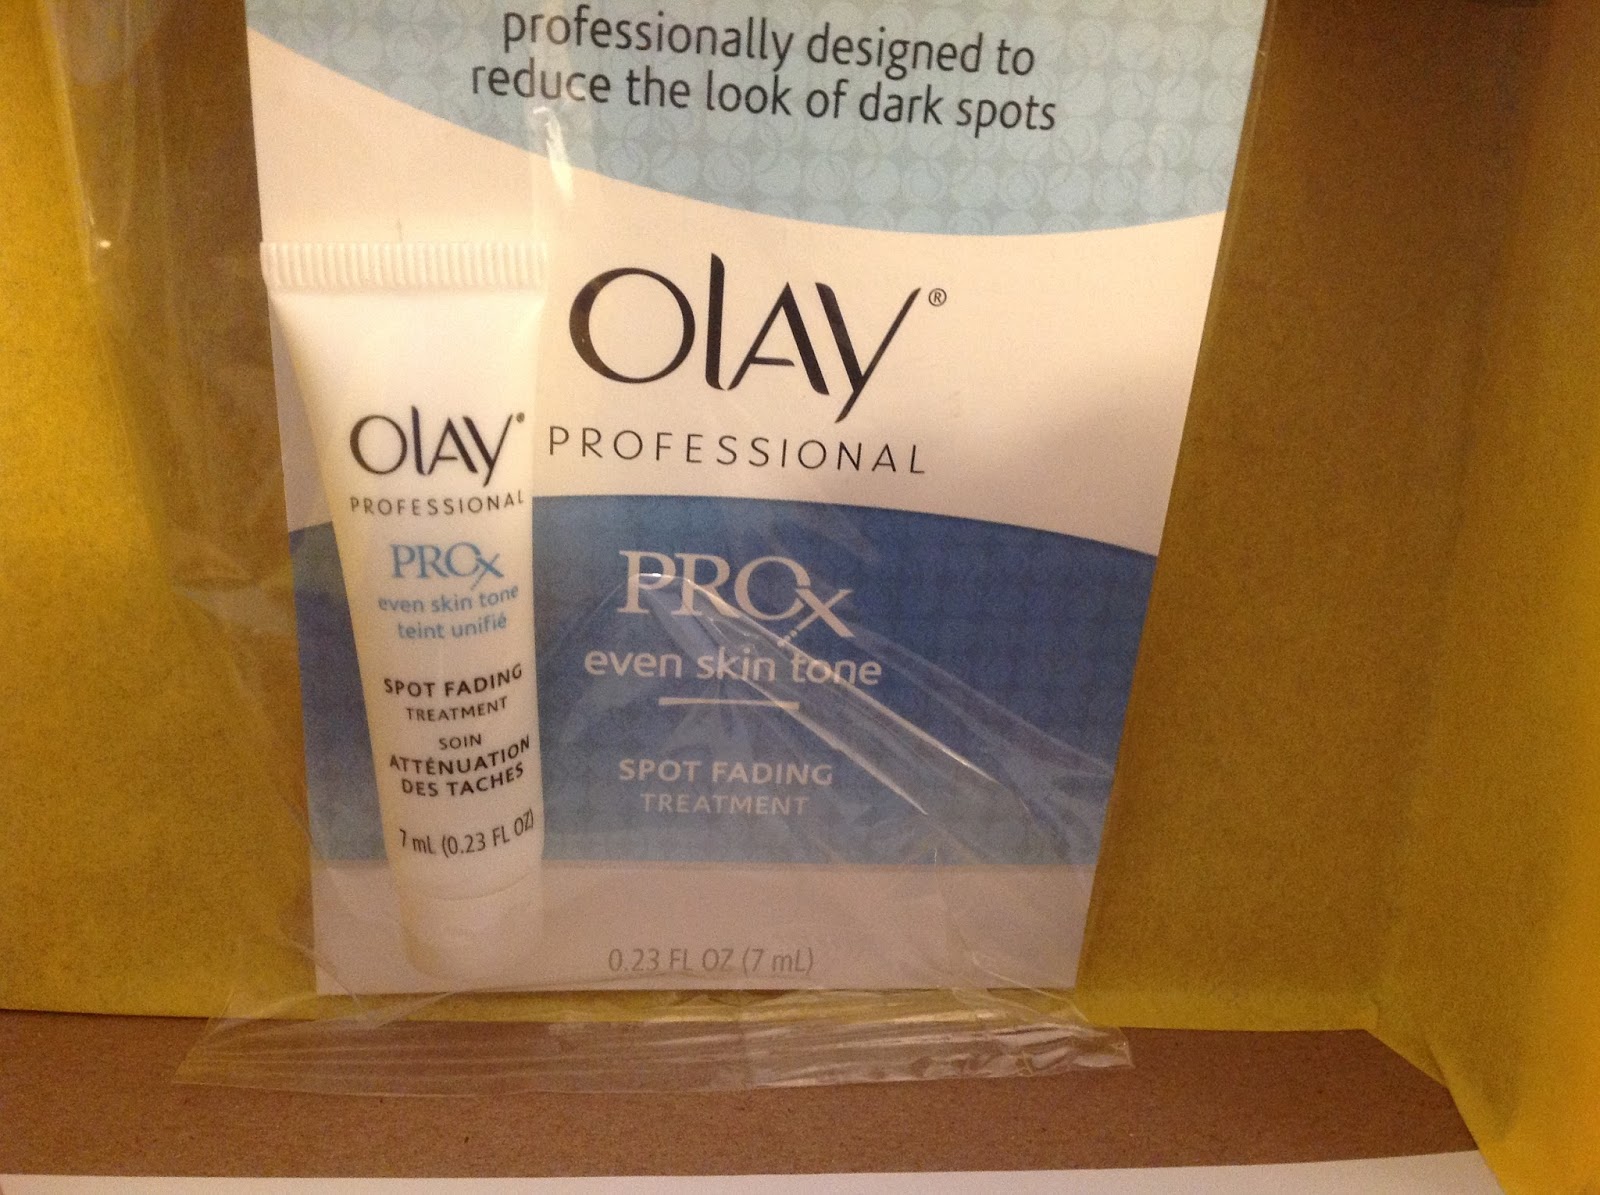 professionally designed to
reduce the look of dark spots
OLAY®
PROFESSIONAL
PROX
even skin tone
SPOT FADING
TREATMENT
0.23 FL OZ (7 mL)
OLAY®
PROFESSIONAL
PROX
even skin tone
teint unifié
SPOT FADING
TREATMENT
SOIN
ATTÉNUATION
DES TACHES
7 mL (0.23 FL OZ)